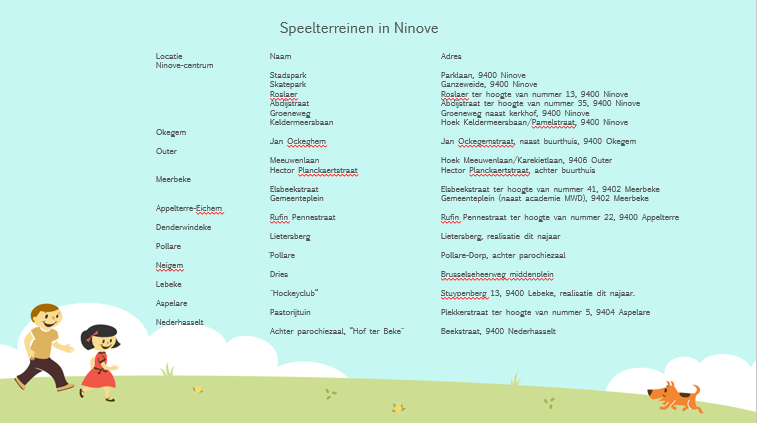 Speelterreinen in Ninove
Locatie Naam Adres
Ninove-centrum
Stadspark Parklaan, 9400 Ninove
Skatepark Ganzeweide, 9400 Ninove
Roslaer Roslaer ter hoogte van nummer 13, 9400 Ninove
Abdijstraat Abdijstraat ter hoogte van nummer 35, 9400 Ninove
Groeneweg Groeneweg naast kerkhof, 9400 Ninove
Keldermeersbaan Hoek Keldermeersbaan/Pamelstraat, 9400 Ninove
Okegem
Jan Ockeghem Jan Ockegemstraat, naast buurthuis, 9400 Okegem
Outer
Meeuwenlaan Hoek Meeuwenlaan/Karekietlaan, 9406 Outer
Hector Planckaertstraat Hector Planckaertstraat, achter buurthuis
Meerbeke
Elsbeekstraat Elsbeekstraat ter hoogte van nummer 41, 9402 Meerbeke
Gemeenteplein Gemeenteplein (naast academie MWD), 9402 Meerbeke
Appelterre-Eichem
Rufin Pennestraat Rufin Pennestraat ter hoogte van nummer 22, 9400 Appelterre
Denderwindeke
Lietersberg Lietersberg, realisatie dit najaar
Pollare
Pollare Pollare-Dorp, achter parochiezaal
Neigem
Dries Brusselseheerweg middenplein
Lebeke
"Hockeyclub" Stuypenberg 13, 9400 Lebeke, realisatie dit najaar.
Aspelare
Pastorijtuin Plekkerstraat ter hoogte van nummer 5, 9404 Aspelare
Nederhasselt
Achter parochiezaal, "Hof ter Beke" Beekstraat, 9400 Nederhasselt